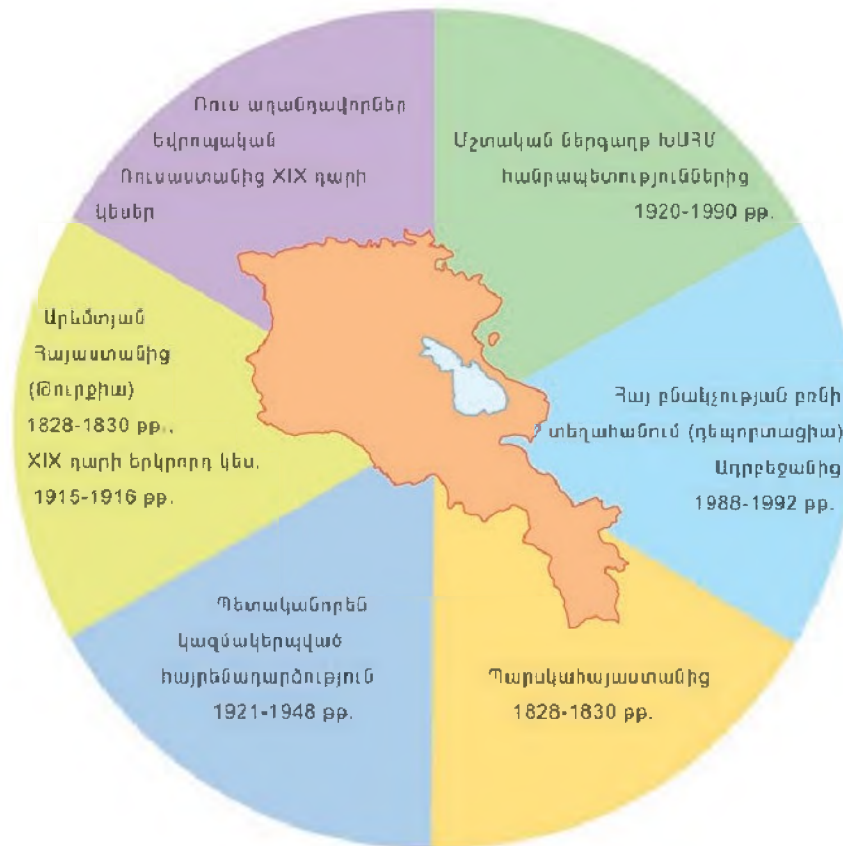 Ռուս աղանդավորներ
եվրոպական
Ռուսաստանից XIX դարի
կեսեր
Մշտական ներգաղթ ԽՍՀՄ
հանրապետություններից
1920-1990 թթ.
Հայ բնակչության բռնի
տեղահանում (դեպորտացիա)
Ադրբեջանից
1988-1992 թթ.
Պարսկահայաստանից
1828-1830 թթ.
Պետականորեն
կազմակերպված
հայրենադարձություն
1921-1948 թթ.
Արևմտյան
Հայաստանից
(Թուրքիա)
1828-1830 թթ.,
XIX դարի երկրորդ կես,
1915-1916 թթ.